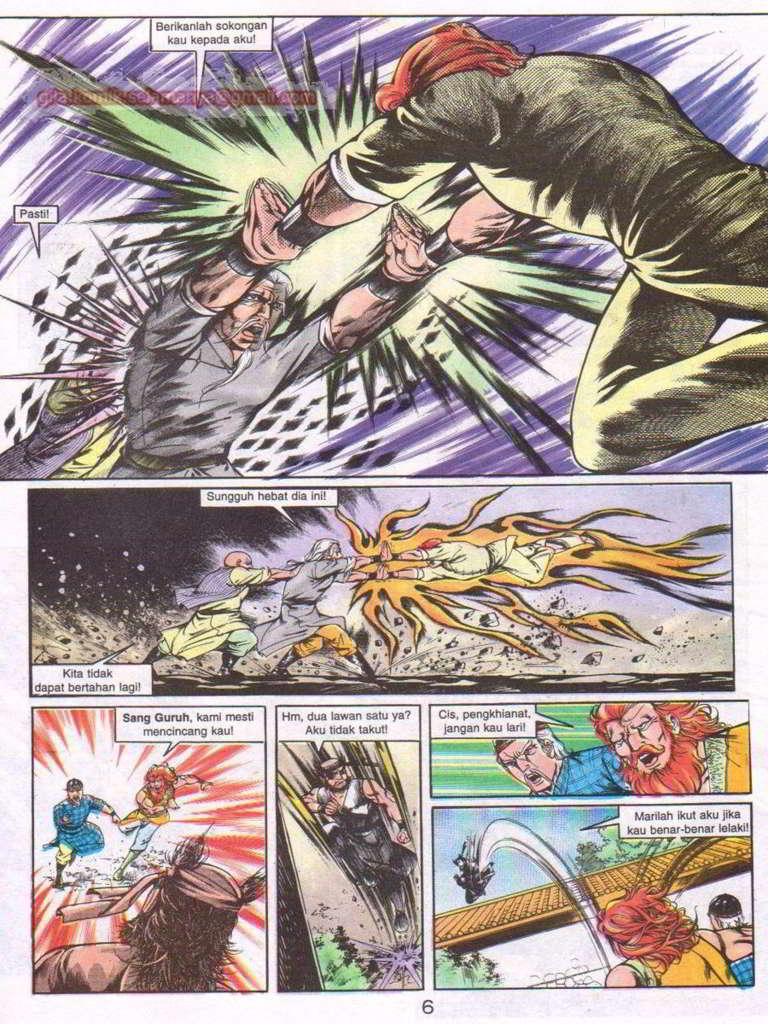 Berikanlah sokongan
kau kepada aku!
Pasti!
Sungguh hebat dia ini!
Kita tidak
dapat bertahan lagi!
Sang Guruh, kami mesti
mencincang kau!
Hm, dua lawan satu ya?
Aku tidak takut!
Cis, pengkhianat,
jangan kau lari!
Marilah ikut aku jika
kau benar-benar lelaki!
6